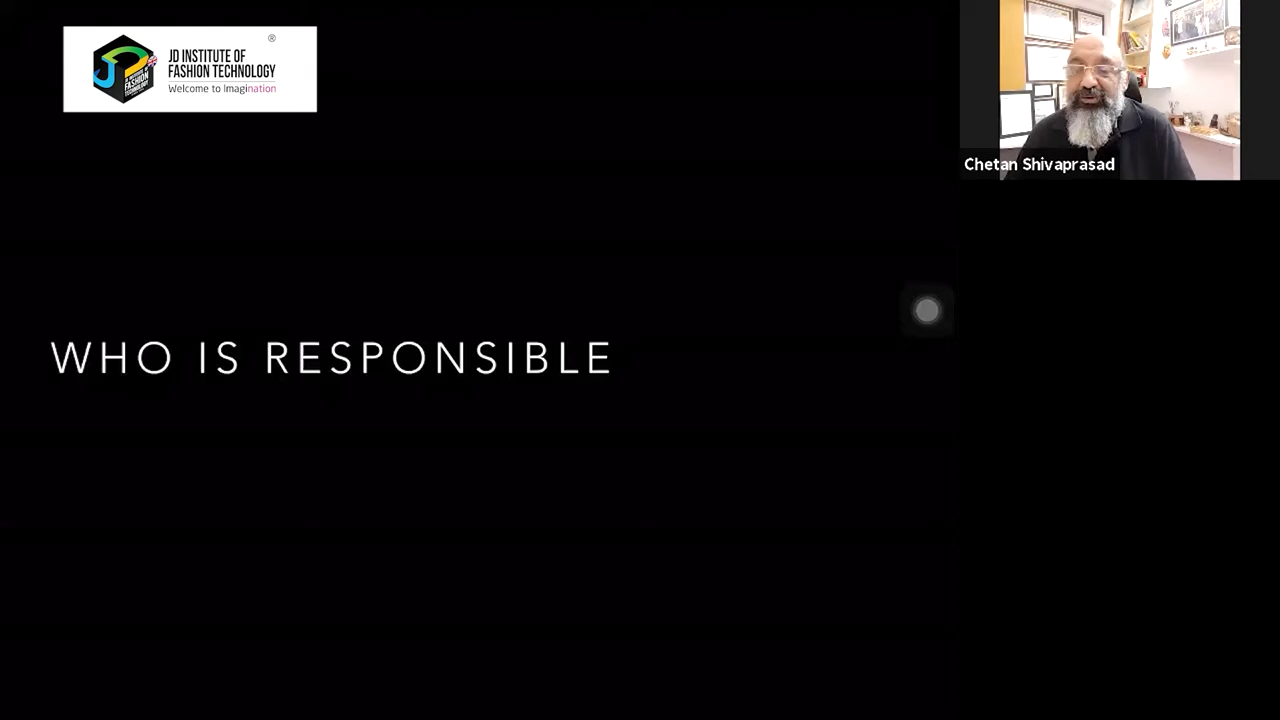 ®
JD INSTITUTE OF
FASHION TECHNOLOGY
Welcome to Imagination
Chetan Shivaprasad
WHO IS RESPONSIBLE